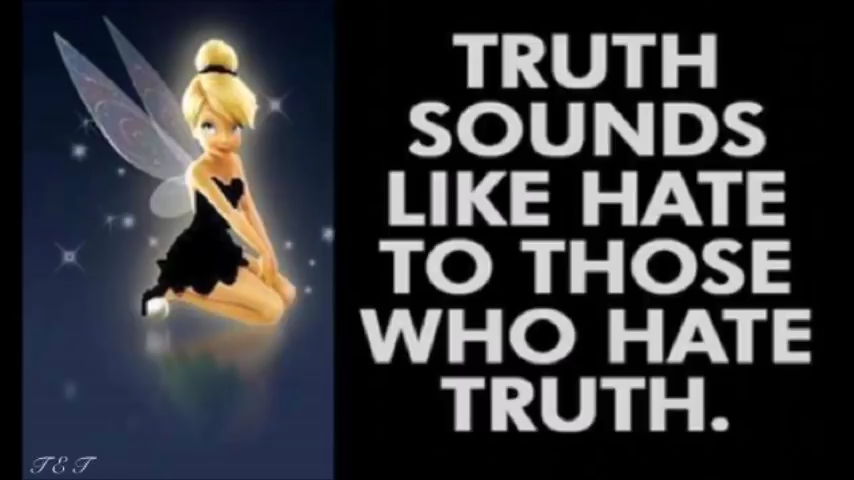 TRUTH
SOUNDS
LIKE HATE
TO THOSE
WHO HATE
TRUTH.
T&T